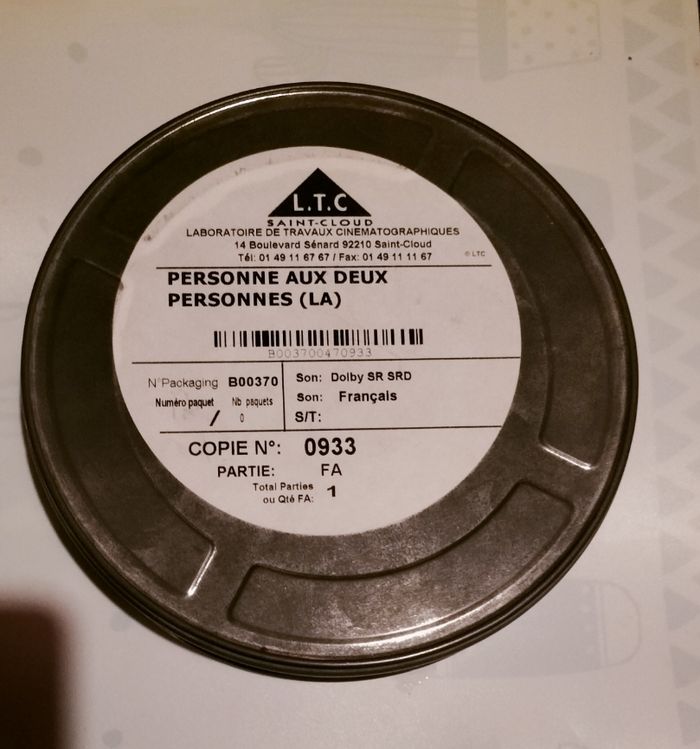 L.T.C
SAINT-CLOUD
LABORATOIRE DE TRAVAUX CINEMATOGRAPHIQUES
14 Boulevard Sénard 92210 Saint-Cloud
Tél: 01 49 11 67 67 / Fax: 01 49 11 11 67
© LTC
PERSONNE AUX DEUX
PERSONNES (LA)
B003700470933
N°Packaging B00370
Numéro paquet Nb paquets
/ 0
Son: Dolby SR SRD
Son: Français
S/T:
COPIE N°: 0933
PARTIE: FA
Total Parties
ou Qté FA: 1